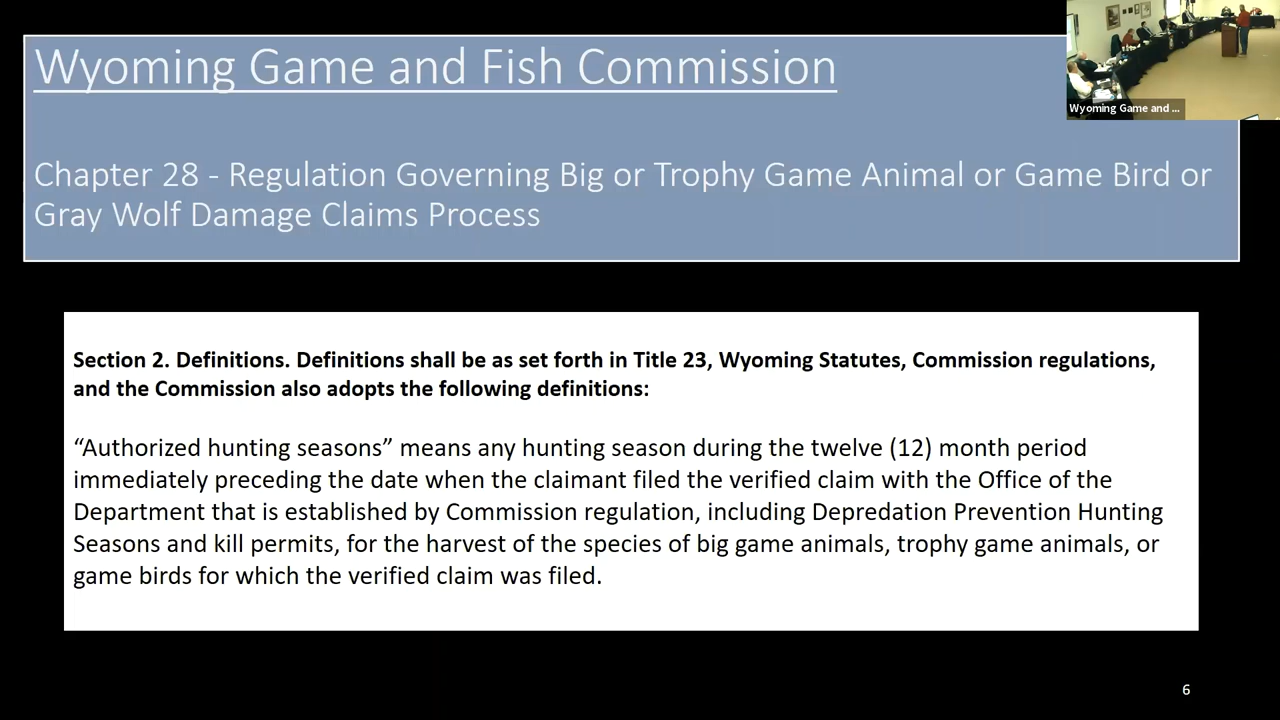 Wyoming Game and Fish Commission
Wyoming Game and ...
Chapter 28 - Regulation Governing Big or Trophy Game Animal or Game Bird or
Gray Wolf Damage Claims Process
Section 2. Definitions. Definitions shall be as set forth in Title 23, Wyoming Statutes, Commission regulations,
and the Commission also adopts the following definitions:
“Authorized hunting seasons” means any hunting season during the twelve (12) month period
immediately preceding the date when the claimant filed the verified claim with the Office of the
Department that is established by Commission regulation, including Depredation Prevention Hunting
Seasons and kill permits, for the harvest of the species of big game animals, trophy game animals, or
game birds for which the verified claim was filed.
6